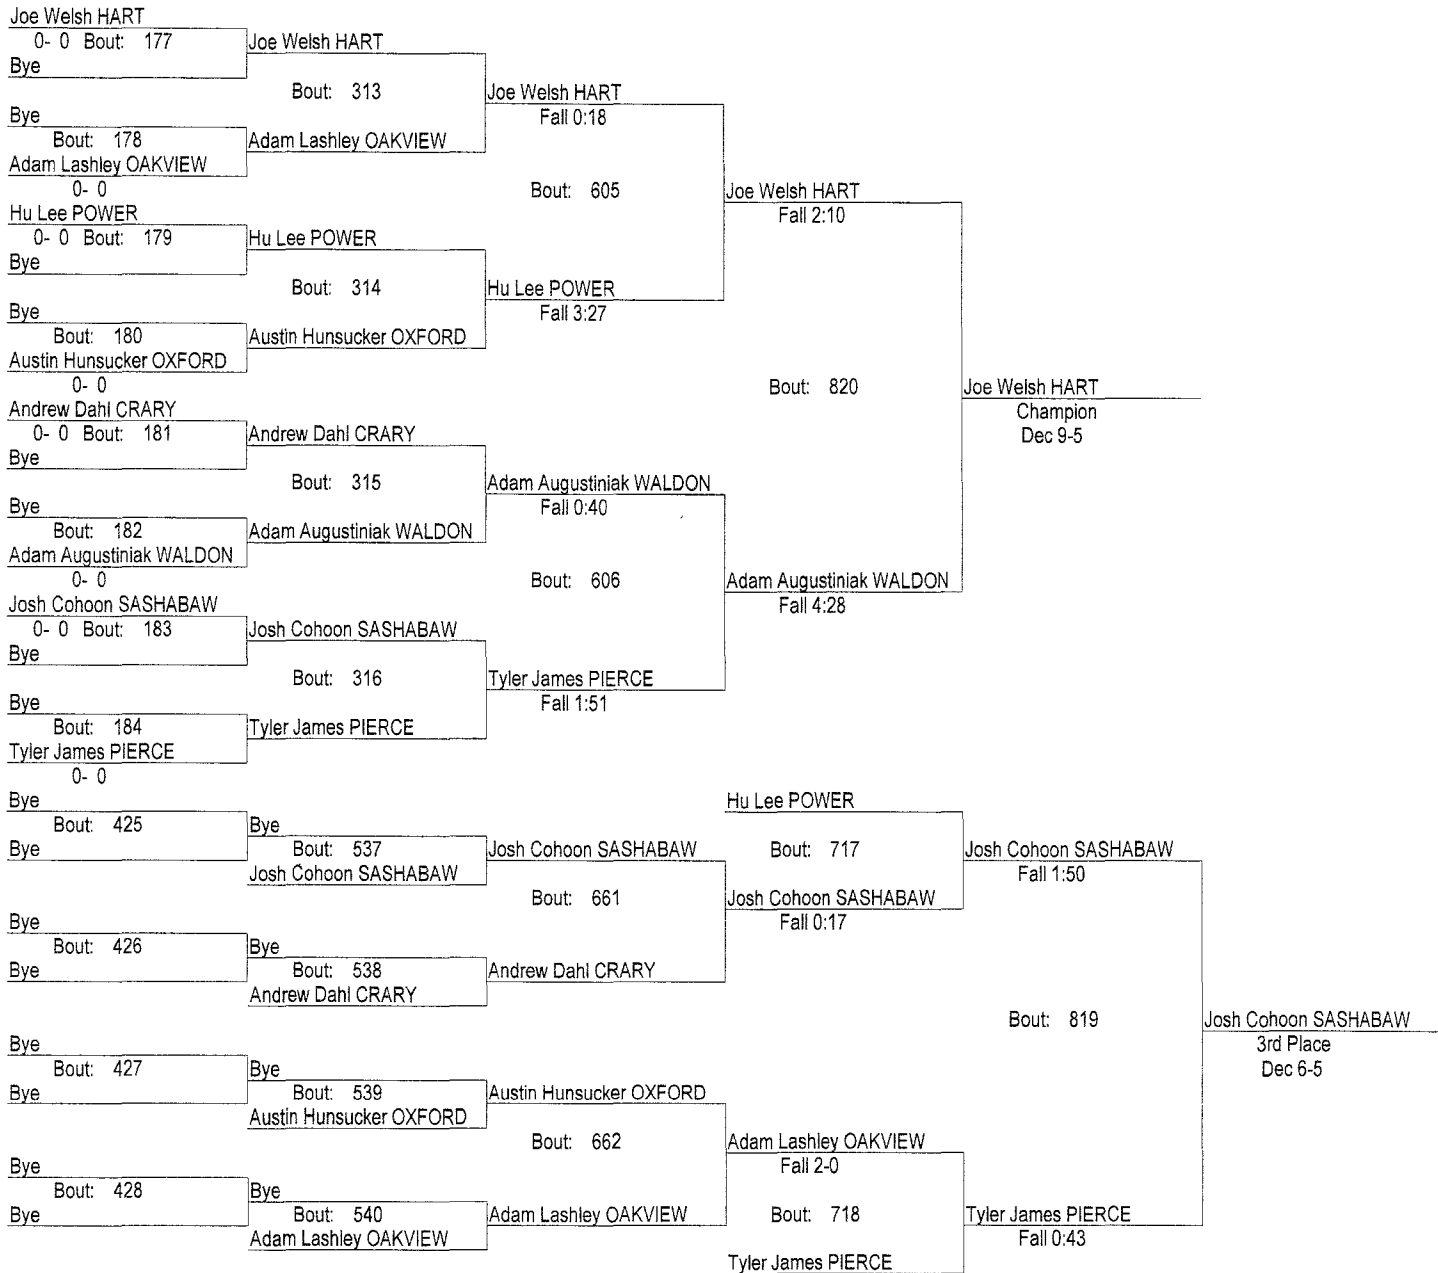 Joe Welsh HART
0- 0 Bout: 177
Bye
Joe Welsh HART
Bout: 313
Bye
Bout: 178
Adam Lashley OAKVIEW
0- 0
Adam Lashley OAKVIEW
Joe Welsh HART
Fall 0:18
Bout: 605
Hu Lee POWER
0- 0 Bout: 179
Bye
Hu Lee POWER
Bout: 314
Bye
Bout: 180
Austin Hunsucker OXFORD
0- 0
Austin Hunsucker OXFORD
Hu Lee POWER
Fall 3:27
Joe Welsh HART
Fall 2:10
Bout: 820
Andrew Dahl CRARY
0- 0 Bout: 181
Bye
Andrew Dahl CRARY
Bout: 315
Bye
Bout: 182
Adam Augustiniak WALDON
0- 0
Adam Augustiniak WALDON
Adam Augustiniak WALDON
Fall 0:40
Bout: 606
Josh Cohoon SASHABAW
0- 0 Bout: 183
Bye
Josh Cohoon SASHABAW
Bout: 316
Bye
Bout: 184
Tyler James PIERCE
0- 0
Tyler James PIERCE
Tyler James PIERCE
Fall 1:51
Adam Augustiniak WALDON
Fall 4:28
Joe Welsh HART
Champion
Dec 9-5
Bye
Bout: 425
Bye
Bye
Bout: 537
Josh Cohoon SASHABAW
Josh Cohoon SASHABAW
Bout: 661
Bye
Bout: 426
Bye
Bye
Bout: 538
Andrew Dahl CRARY
Andrew Dahl CRARY
Hu Lee POWER
Bout: 717
Josh Cohoon SASHABAW
Fall 0:17
Josh Cohoon SASHABAW
Fall 1:50
Bout: 819
Bye
Bout: 427
Bye
Bye
Bout: 539
Austin Hunsucker OXFORD
Austin Hunsucker OXFORD
Bout: 662
Bye
Bout: 428
Bye
Bye
Bout: 540
Adam Lashley OAKVIEW
Adam Lashley OAKVIEW
Adam Lashley OAKVIEW
Fall 2-0
Bout: 718
Tyler James PIERCE
Tyler James PIERCE
Fall 0:43
Josh Cohoon SASHABAW
3rd Place
Dec 6-5